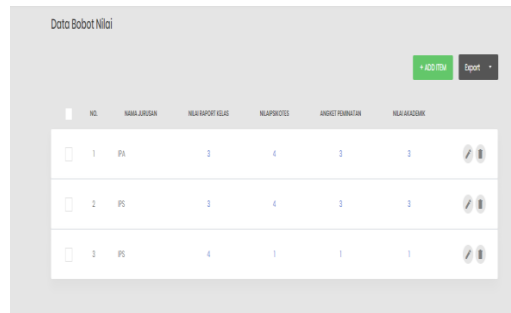 Data Bobot Nilai
+ ADD ITEM Export
NO. NAMA JURUSAN NILAI RAPORT KELAS NILAI PSIKOTES ANGKET PEMINATAN NILAI AKADEMIK
1 IPA 3 4 3 3
2 IPS 3 4 3 3
3 IPS 4 1 1 1